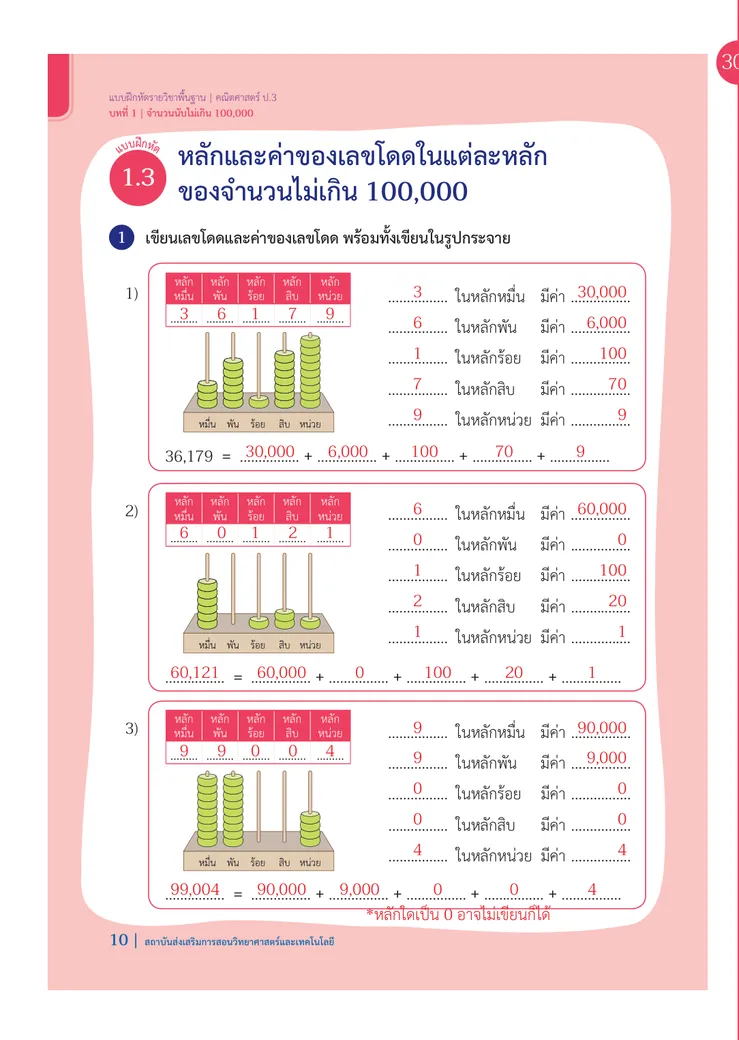 30
แบบฝึกหัดรายวิชาพื้นฐาน | คณิตศาสตร์ ป.3
บทที่ 1 | จำนวนนับไม่เกิน 100,000
แบบฝึกหัด
1.3
หลักและค่าของเลขโดดในแต่ละหลัก
ของจำนวนไม่เกิน 100,000
1 เขียนเลขโดดและค่าของเลขโดด พร้อมทั้งเขียนในรูปกระจาย
1)
หลักหมื่น หลักพัน หลักร้อย หลักสิบ หลักหน่วย
3 6 1 7 9
หมื่น พัน ร้อย สิบ หน่วย
3 ในหลักหมื่น มีค่า 30,000
6 ในหลักพัน มีค่า 6,000
1 ในหลักร้อย มีค่า 100
7 ในหลักสิบ มีค่า 70
9 ในหลักหน่วย มีค่า 9
36,179 = 30,000 + 6,000 + 100 + 70 + 9
2)
หลักหมื่น หลักพัน หลักร้อย หลักสิบ หลักหน่วย
6 0 1 2 1
หมื่น พัน ร้อย สิบ หน่วย
6 ในหลักหมื่น มีค่า 60,000
0 ในหลักพัน มีค่า 0
1 ในหลักร้อย มีค่า 100
2 ในหลักสิบ มีค่า 20
1 ในหลักหน่วย มีค่า 1
60,121 = 60,000 + 0 + 100 + 20 + 1
3)
หลักหมื่น หลักพัน หลักร้อย หลักสิบ หลักหน่วย
9 9 0 0 4
หมื่น พัน ร้อย สิบ หน่วย
9 ในหลักหมื่น มีค่า 90,000
9 ในหลักพัน มีค่า 9,000
0 ในหลักร้อย มีค่า 0
0 ในหลักสิบ มีค่า 0
4 ในหลักหน่วย มีค่า 4
99,004 = 90,000 + 9,000 + 0 + 0 + 4
*หลักใดเป็น 0 อาจไม่เขียนก็ได้
10 | สถาบันส่งเสริมการสอนวิทยาศาสตร์และเทคโนโลยี